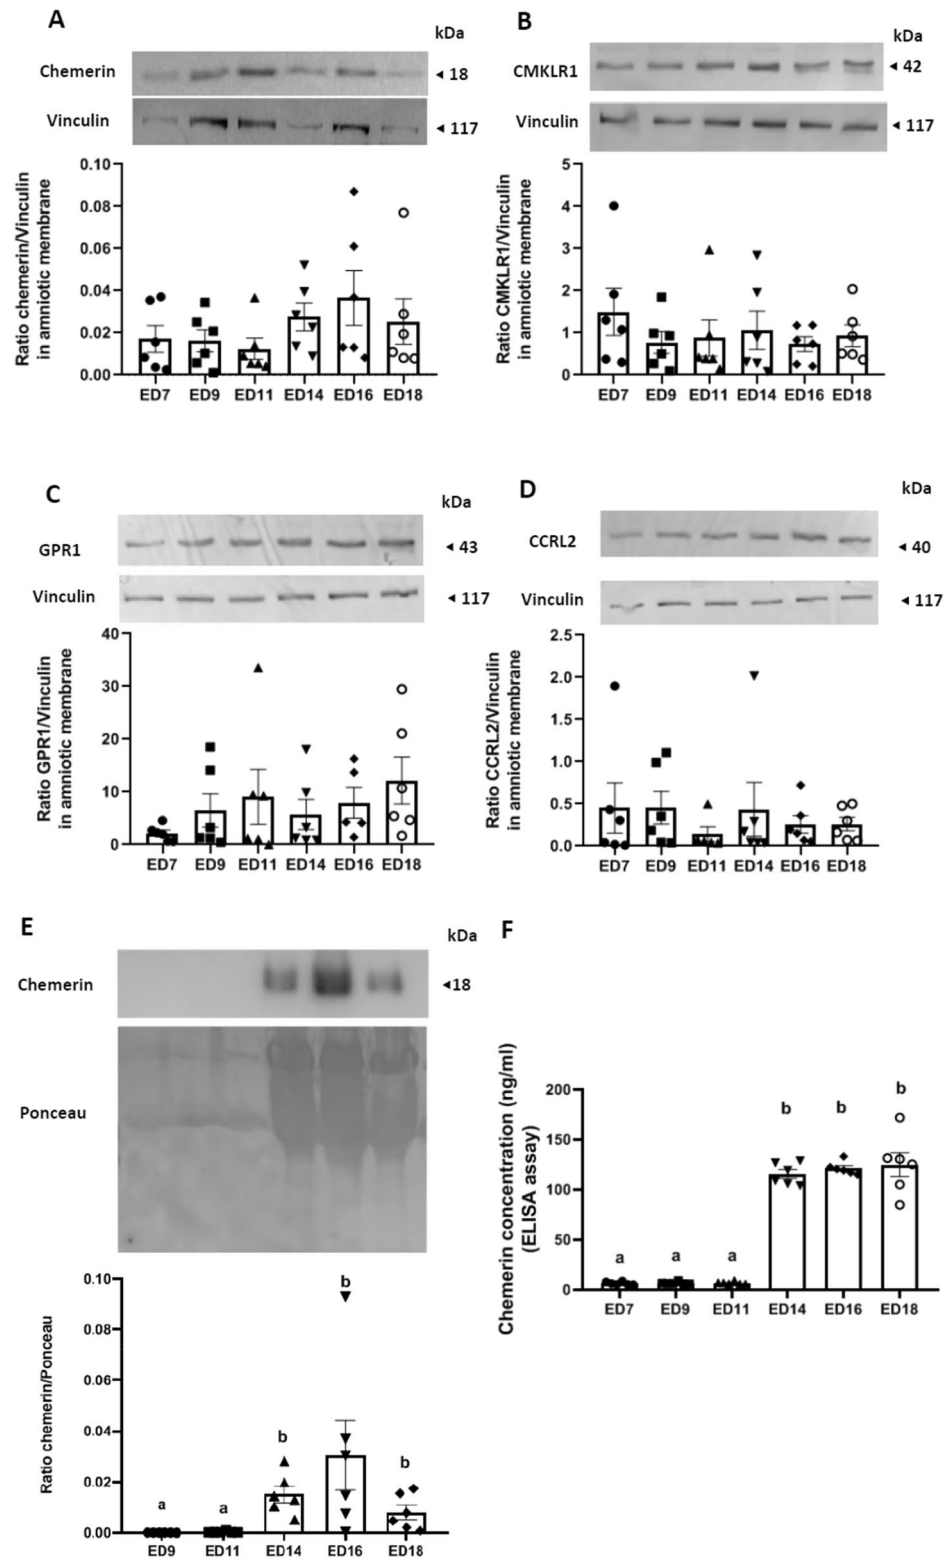 A
kDa
Chemerin
◄ 18
Vinculin
◄ 117
Ratio chemerin/Vinculin
in amniotic membrane
0.10
0.08
0.06
0.04
0.02
0.00
ED7 ED9 ED11 ED14 ED16 ED18
B
kDa
CMKLR1
◄ 42
Vinculin
◄ 117
Ratio CMKLR1/Vinculin
in amniotic membrane
5
4
3
2
1
0
ED7 ED9 ED11 ED14 ED16 ED18
C
kDa
GPR1
◄ 43
Vinculin
◄ 117
Ratio GPR1/Vinculin
in amniotic membrane
40
30
20
10
0
ED7 ED9 ED11 ED14 ED16 ED18
D
kDa
CCRL2
◄ 40
Vinculin
◄ 117
Ratio CCRL2/Vinculin
in amniotic membrane
2.5
2.0
1.5
1.0
0.5
0.0
ED7 ED9 ED11 ED14 ED16 ED18
E
kDa
Chemerin
◄18
Ponceau
Ratio chemerin/Ponceau
0.10
0.08
0.06
0.04
0.02
0.00
a a b b b
ED9 ED11 ED14 ED16 ED18
F
Chemerin concentration (ng/ml)
(ELISA assay)
200
150
100
50
0
a a a b b b
ED7 ED9 ED11 ED14 ED16 ED18